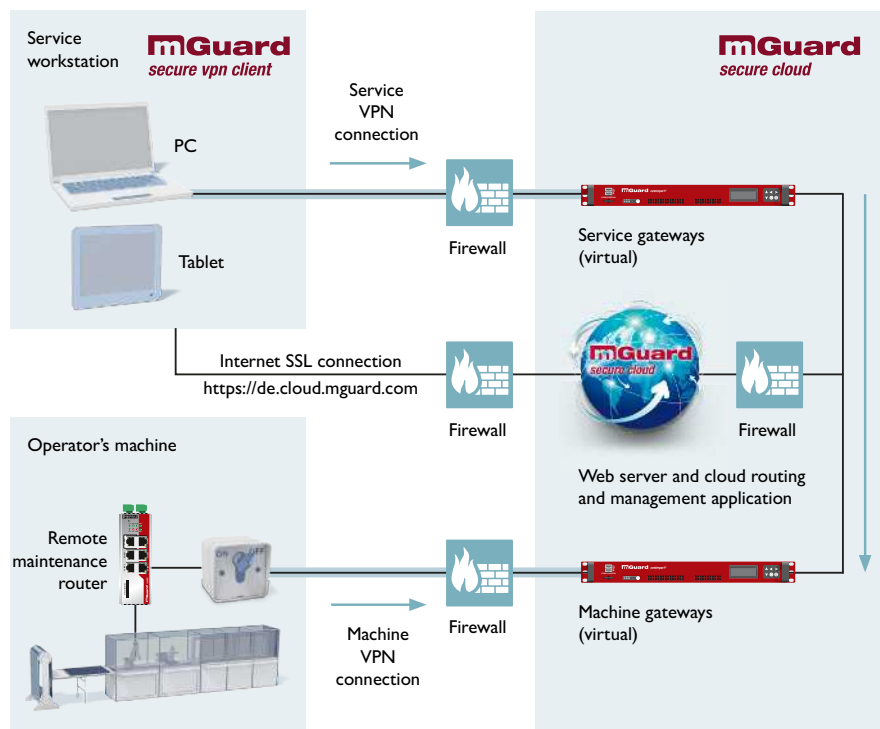 Service
workstation
mGuard
secure vpn client
PC
Tablet
Service
VPN
connection
Firewall
mGuard
secure cloud
mGuard
Service gateways
(virtual)
Internet SSL connection
https://de.cloud.mguard.com
Firewall
mGuard
secure cloud
Firewall
Web server and cloud routing
and management application
Operator’s machine
Remote
maintenance
router
ON
OFF
Machine
VPN
connection
Firewall
mGuard
Machine gateways
(virtual)